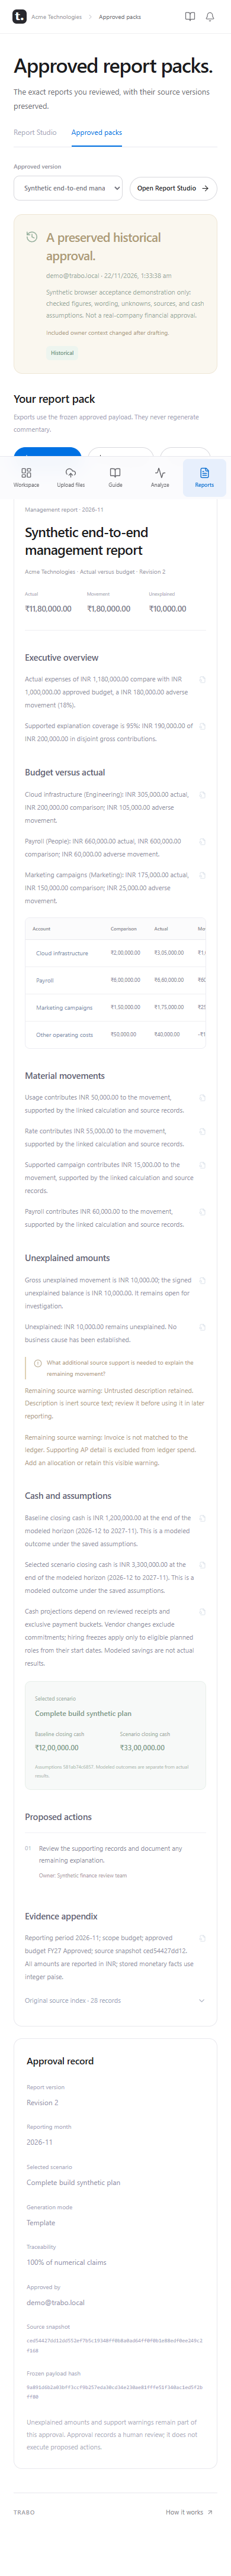 t.
Acme Technologies > Approved packs
Approved report packs.
The exact reports you reviewed, with their source versions
preserved.
Report Studio
Approved packs
Approved version
Synthetic end-to-end mana
Open Report Studio →
A preserved historical
approval.
demo@trabo.local · 22/11/2026, 1:33:38 am
Synthetic browser acceptance demonstration only:
checked figures, wording, unknowns, sources, and cash
assumptions. Not a real-company financial approval.
Included owner context changed after drafting.
Historical
Your report pack
Exports use the frozen approved payload. They never regenerate
commentary.
Workspace
Upload files
Guide
Analyze
Reports
Management report · 2026-11
Synthetic end-to-end
management report
Acme Technologies · Actual versus budget · Revision 2
Actual
Movement
Unexplained
₹11,80,000.00
₹1,80,000.00
₹10,000.00
Executive overview
Actual expenses of INR 1,180,000 compare with INR
1,000,000 approved budget, a INR 180,000 adverse
movement (18%).
Supported explanation coverage is 95%: INR 190,000 of
INR 200,000 in disjoint gross contributions.
Budget versus actual
Cloud infrastructure (Engineering): INR 305,000 actual,
INR 200,000 comparison; INR 105,000 adverse
movement.
Payroll (People): INR 660,000 actual, INR 600,000
comparison; INR 60,000 adverse movement.
Marketing campaigns (Marketing): INR 175,000 actual,
INR 150,000 comparison; INR 25,000 adverse
movement.
Account Comparison Actual
Cloud infrastructure ₹2,00,000.00 ₹3,05,000.00
Payroll ₹6,00,000.00 ₹6,60,000.00
Marketing campaigns ₹1,50,000.00 ₹1,75,000.00
Other operating costs ₹50,000.00 ₹40,000.00
Material movements
Usage contributes INR 50,000 to the movement,
supported by the linked calculation and source records.
Rate contributes INR 55,000 to the movement,
supported by the linked calculation and source records.
Supported campaign contributes INR 15,000 to the
movement, supported by the linked calculation and source
records.
Payroll contributes INR 60,000 to the movement,
supported by the linked calculation and source records.
Unexplained amounts
Gross unexplained movement is INR 10,000; the signed
unexplained balance is INR 10,000. It remains open for
investigation.
Unexplained: INR 10,000 remains unexplained. No
business cause has been established.
What additional source support is needed to explain the
remaining movement?
Remaining source warning: Untrusted description retained.
Description is inert source text; review it before using it in later
reporting.
Remaining source warning: Invoice is not matched to the
ledger. Supporting AP detail is excluded from ledger spend.
Add an allocation or retain this visible warning.
Cash and assumptions
Baseline closing cash is INR 1,200,000 at the end of the
modeled horizon (2026-12 to 2027-11). This is a modeled
outcome under the saved assumptions.
Selected scenario closing cash is INR 3,300,000 at the
end of the modeled horizon (2026-12 to 2027-11). This is a
modeled outcome under the saved assumptions.
Cash projections depend on reviewed receipts and
exclusive payment buckets. Vendor changes exclude
commitments; hiring freezes apply only to eligible planned
roles from their start dates. Modeled savings are not actual
results.
Selected scenario
Complete build synthetic plan
Baseline closing cash
Scenario closing cash
₹12,00,000.00
₹33,00,000.00
Modeled outcomes are separate from actual
results.
Proposed actions
01 Review the supporting records and document any
remaining explanation.
Owner: Synthetic finance review team
Evidence appendix
Reporting period 2026-11; scope budget; approved
budget FY27 Approved; source snapshot ced54427dd12.
All amounts are reported in INR; stored monetary facts use
integer paise.
Original source index · 28 records
Approval record
Report version
Revision 2
Reporting month
2026-11
Selected scenario
Complete build synthetic plan
Generation mode
Template
Traceability
100% of numerical claims
Approved by
demo@trabo.local
Source snapshot
Frozen payload hash
Unexplained amounts and support warnings remain part of
this approval. Approval records a human review; it does not
execute proposed actions.
TRABO
How it works ↗